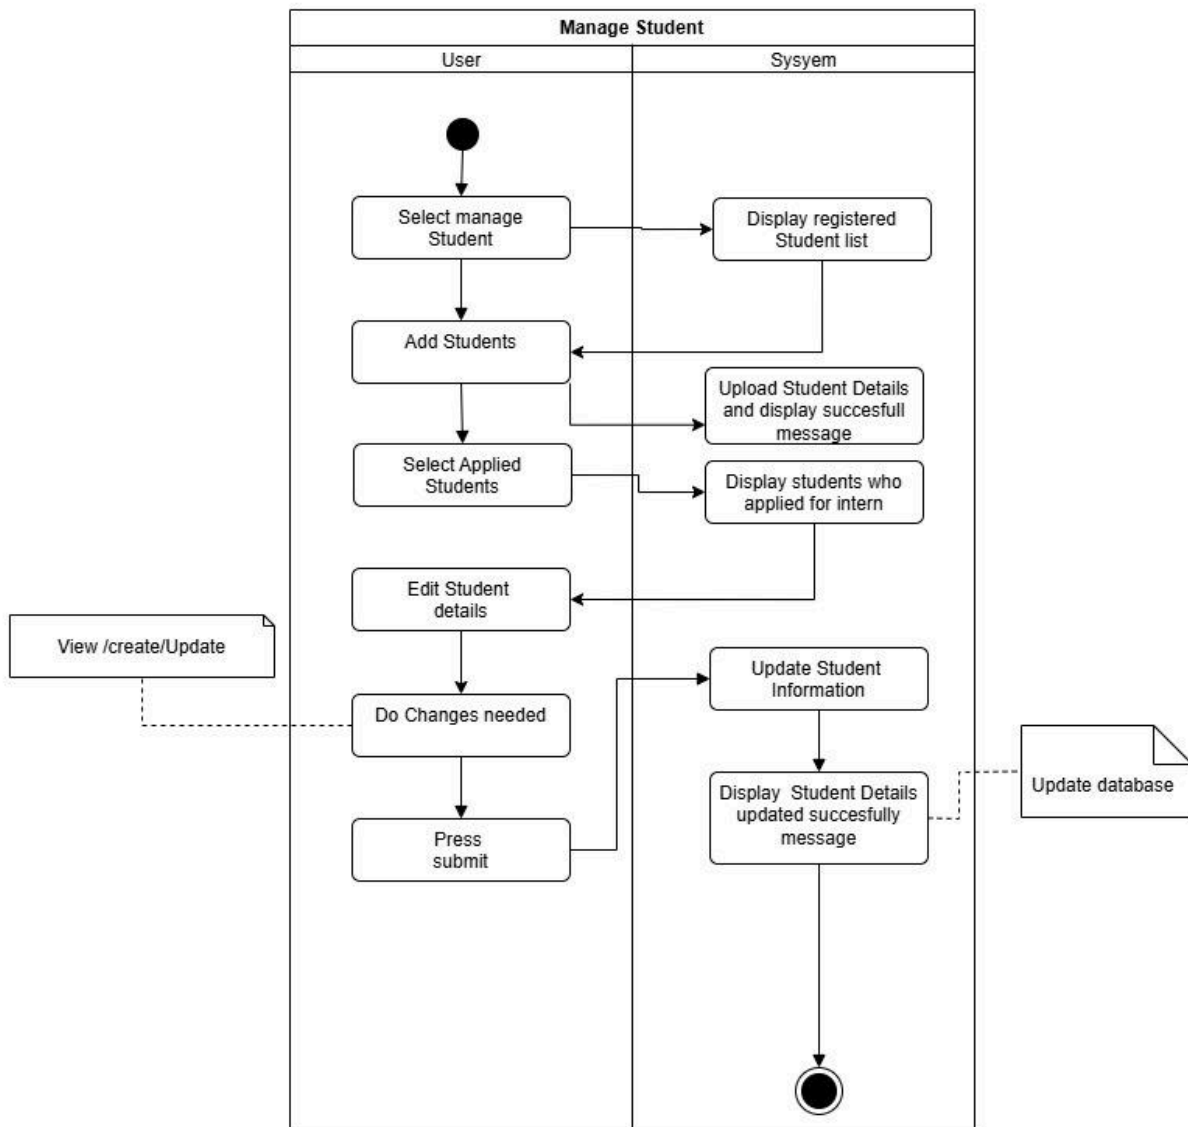 Manage Student
User
Sysyem
Select manage
Student
Display registered
Student list
Add Students
Upload Student Details
and display succesfull
message
Select Applied
Students
Display students who
applied for intern
Edit Student
details
View /create/Update
Update Student
Information
Do Changes needed
Display  Student Details
updated succesfully
message
Update database
Press
submit